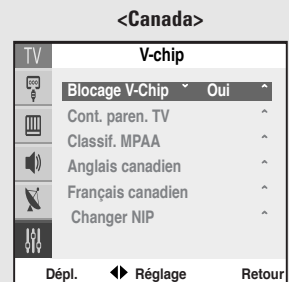 <Canada>
TV V-chip
Blocage V-Chip ˇ Oui ˆ
Cont. paren. TV ˆ
Classif. MPAA ˆ
Anglais canadien ˆ
Français canadien ˆ
Changer NIP ˆ
Dépl. ◀▶ Réglage Retour